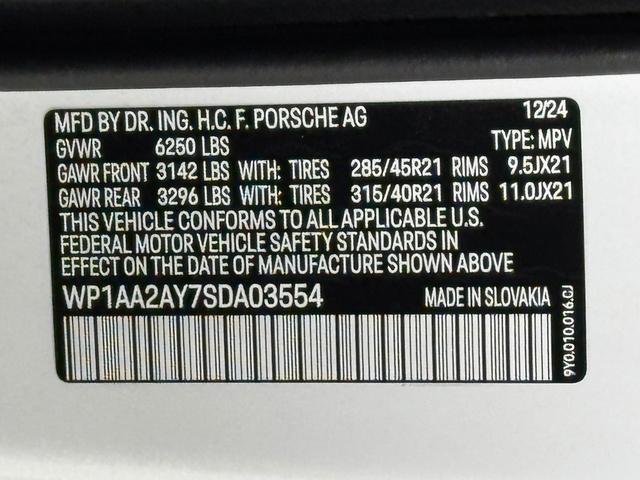 MFD BY DR. ING. H.C. F. PORSCHE AG 12/24
GVWR 6250 LBS TYPE: MPV
GAWR FRONT 3142 LBS WITH: TIRES 285/45R21 RIMS 9.5JX21
GAWR REAR 3296 LBS WITH: TIRES 315/40R21 RIMS 11.0JX21
THIS VEHICLE CONFORMS TO ALL APPLICABLE U.S.
FEDERAL MOTOR VEHICLE SAFETY STANDARDS IN
EFFECT ON THE DATE OF MANUFACTURE SHOWN ABOVE
WP1AA2AY7SDA03554 MADE IN SLOVAKIA
9Y0.010.016.CJ